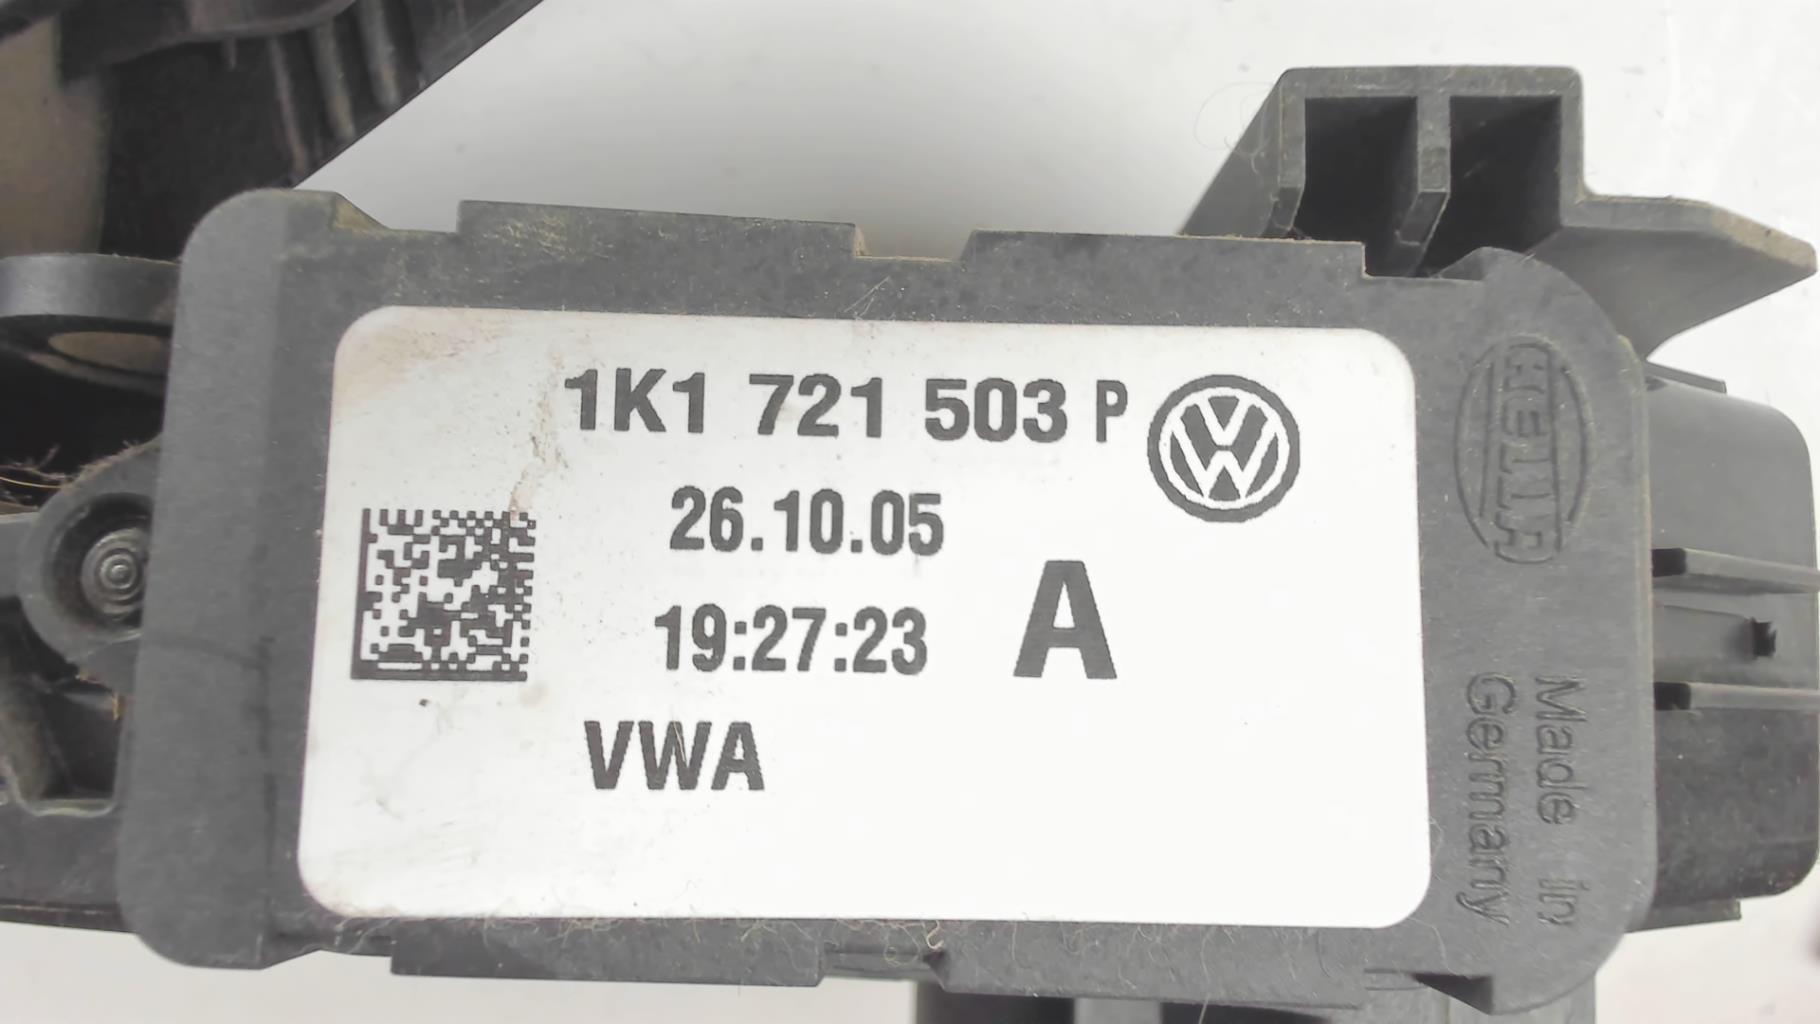 1K1 721 503 P
26.10.05
19:27:23
A
VWA
HELLA
Made in
Germany